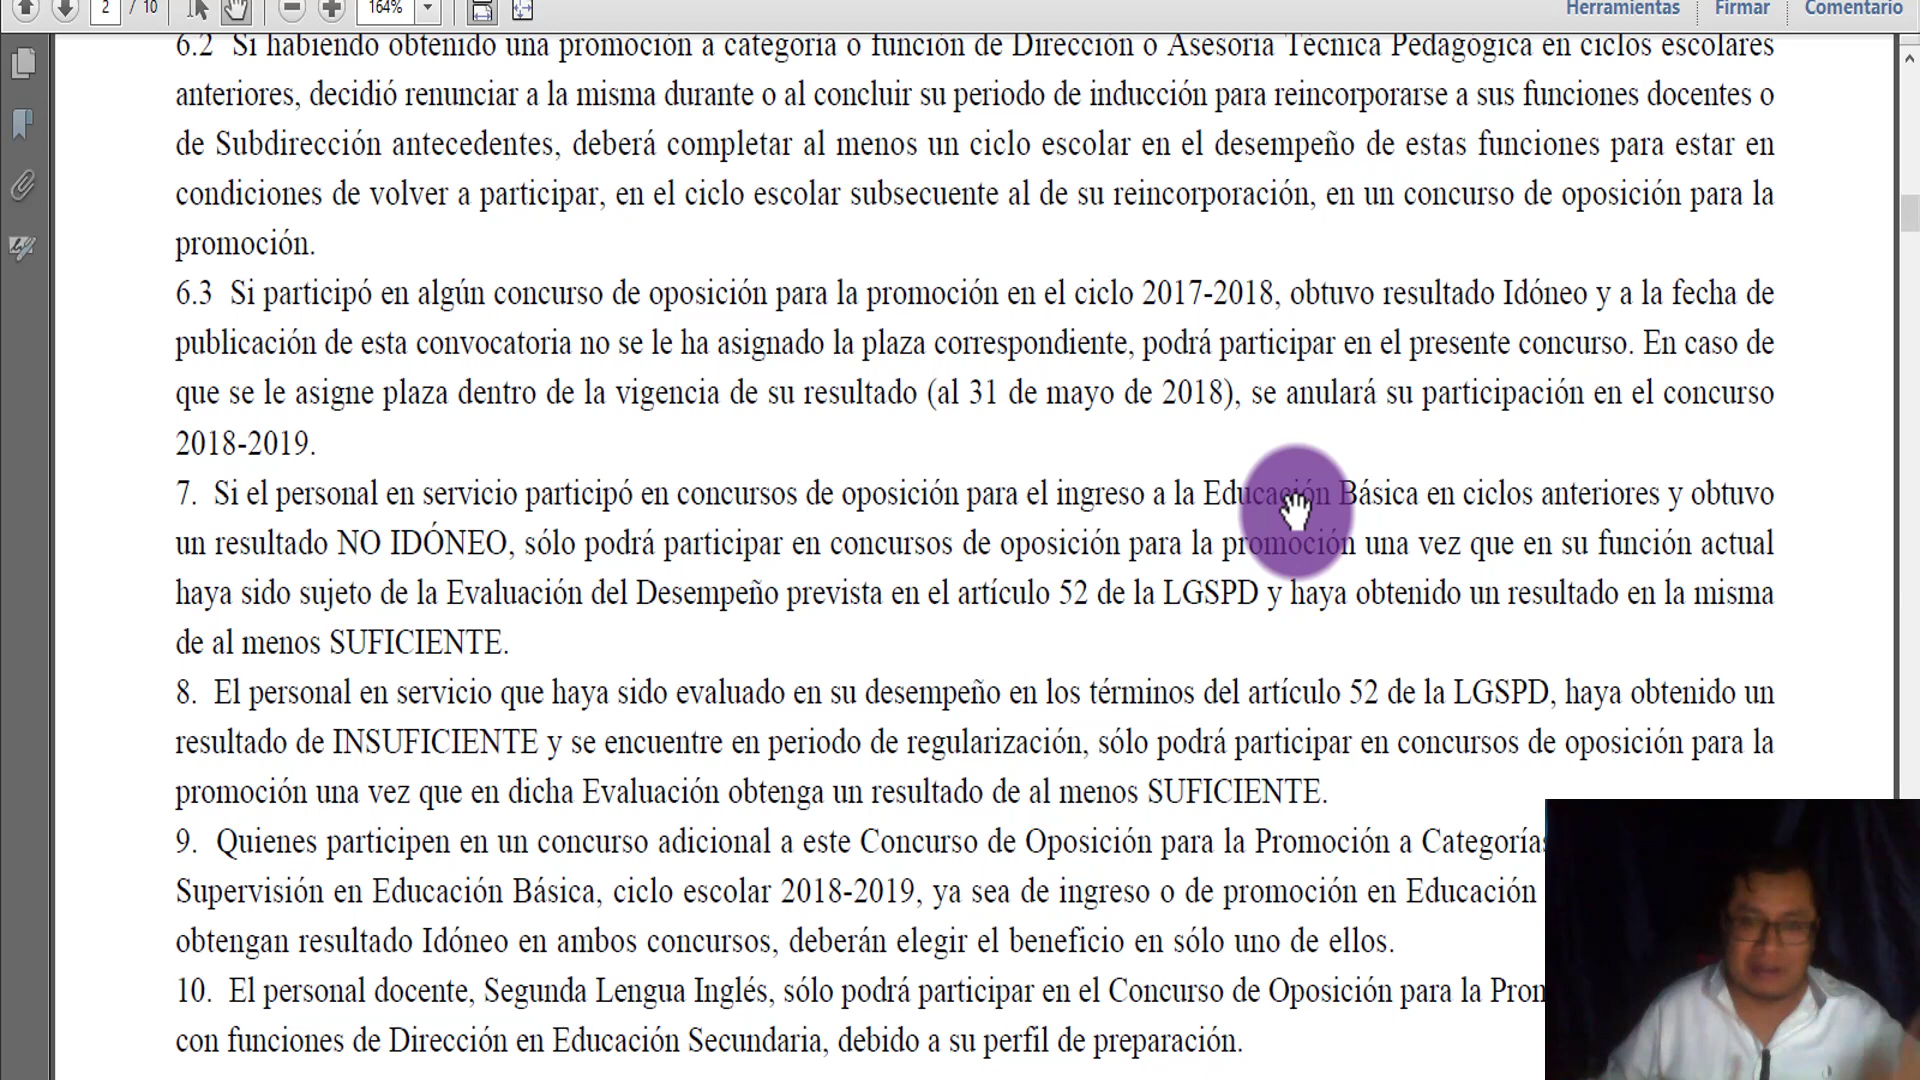 2 / 10 164% Herramientas Firmar Comentario
6.2 Si habiendo obtenido una promoción a categoría o función de Dirección o Asesoría Técnica Pedagógica en ciclos escolares
anteriores, decidió renunciar a la misma durante o al concluir su periodo de inducción para reincorporarse a sus funciones docentes o
de Subdirección antecedentes, deberá completar al menos un ciclo escolar en el desempeño de estas funciones para estar en
condiciones de volver a participar, en el ciclo escolar subsecuente al de su reincorporación, en un concurso de oposición para la
promoción.
6.3 Si participó en algún concurso de oposición para la promoción en el ciclo 2017-2018, obtuvo resultado Idóneo y a la fecha de
publicación de esta convocatoria no se le ha asignado la plaza correspondiente, podrá participar en el presente concurso. En caso de
que se le asigne plaza dentro de la vigencia de su resultado (al 31 de mayo de 2018), se anulará su participación en el concurso
2018-2019.
7. Si el personal en servicio participó en concursos de oposición para el ingreso a la Educación Básica en ciclos anteriores y obtuvo
un resultado NO IDÓNEO, sólo podrá participar en concursos de oposición para la promoción una vez que en su función actual
haya sido sujeto de la Evaluación del Desempeño prevista en el artículo 52 de la LGSPD y haya obtenido un resultado en la misma
de al menos SUFICIENTE.
8. El personal en servicio que haya sido evaluado en su desempeño en los términos del artículo 52 de la LGSPD, haya obtenido un
resultado de INSUFICIENTE y se encuentre en periodo de regularización, sólo podrá participar en concursos de oposición para la
promoción una vez que en dicha Evaluación obtenga un resultado de al menos SUFICIENTE.
9. Quienes participen en un concurso adicional a este Concurso de Oposición para la Promoción a Categorías
Supervisión en Educación Básica, ciclo escolar 2018-2019, ya sea de ingreso o de promoción en Educación
obtengan resultado Idóneo en ambos concursos, deberán elegir el beneficio en sólo uno de ellos.
10. El personal docente, Segunda Lengua Inglés, sólo podrá participar en el Concurso de Oposición para la
con funciones de Dirección en Educación Secundaria, debido a su perfil de preparación.